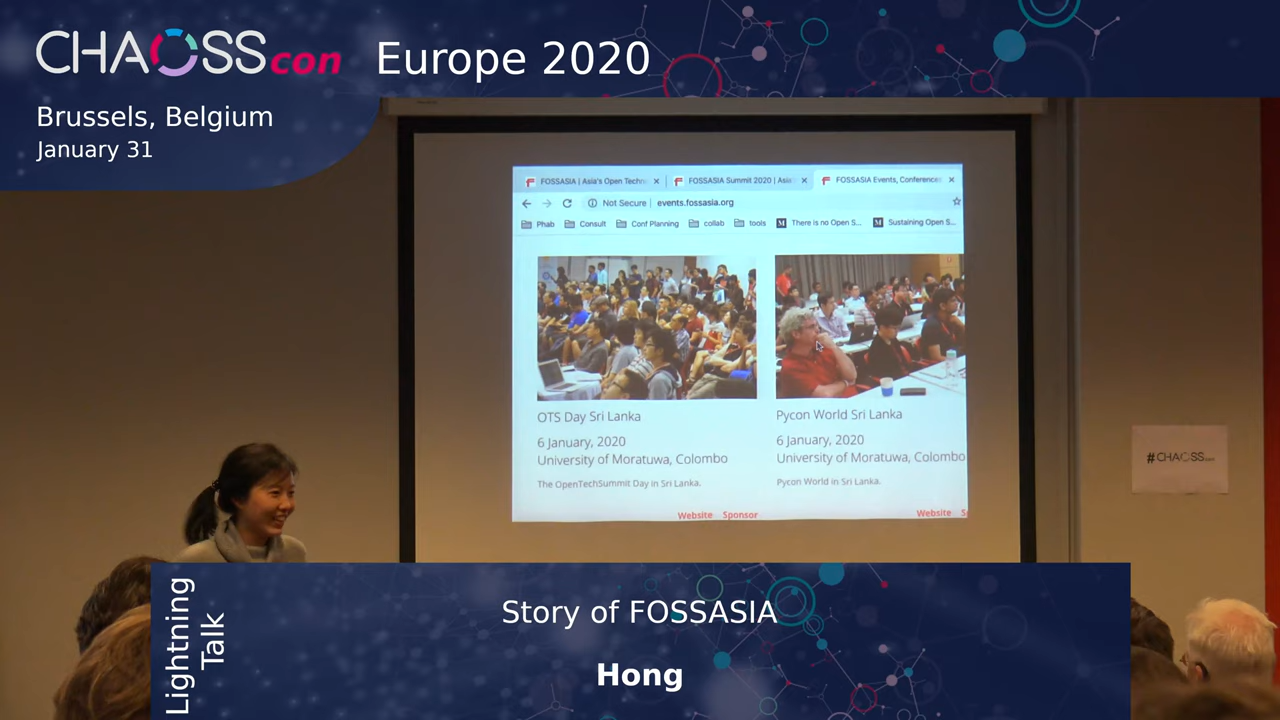 CHAOSScon Europe 2020
Brussels, Belgium
January 31
FOSSASIA | Asia's Open Techn
FOSSASIA Summit 2020 | Asia
FOSSASIA Events, Conferences
Not Secure | events.fossasia.org
Phab Consult Conf Planning collab tools M There is no Open S... M Sustaining Open S...
OTS Day Sri Lanka
6 January, 2020
University of Moratuwa, Colombo
The OpenTechSummit Day in Sri Lanka.
Website Sponsor
Pycon World Sri Lanka
6 January, 2020
University of Moratuwa, Colombo
Pycon World in Sri Lanka.
Website
#CHAOSScon
Lightning
Talk
Story of FOSSASIA
Hong